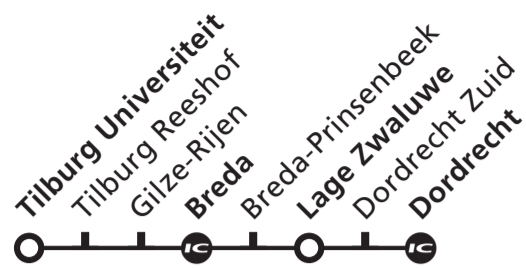 Tilburg Universiteit
Tilburg Reeshof
Gilze-Rijen
Breda
Breda-Prinsenbeek
Lage Zwaluwe
Dordrecht Zuid
Dordrecht
IC
IC